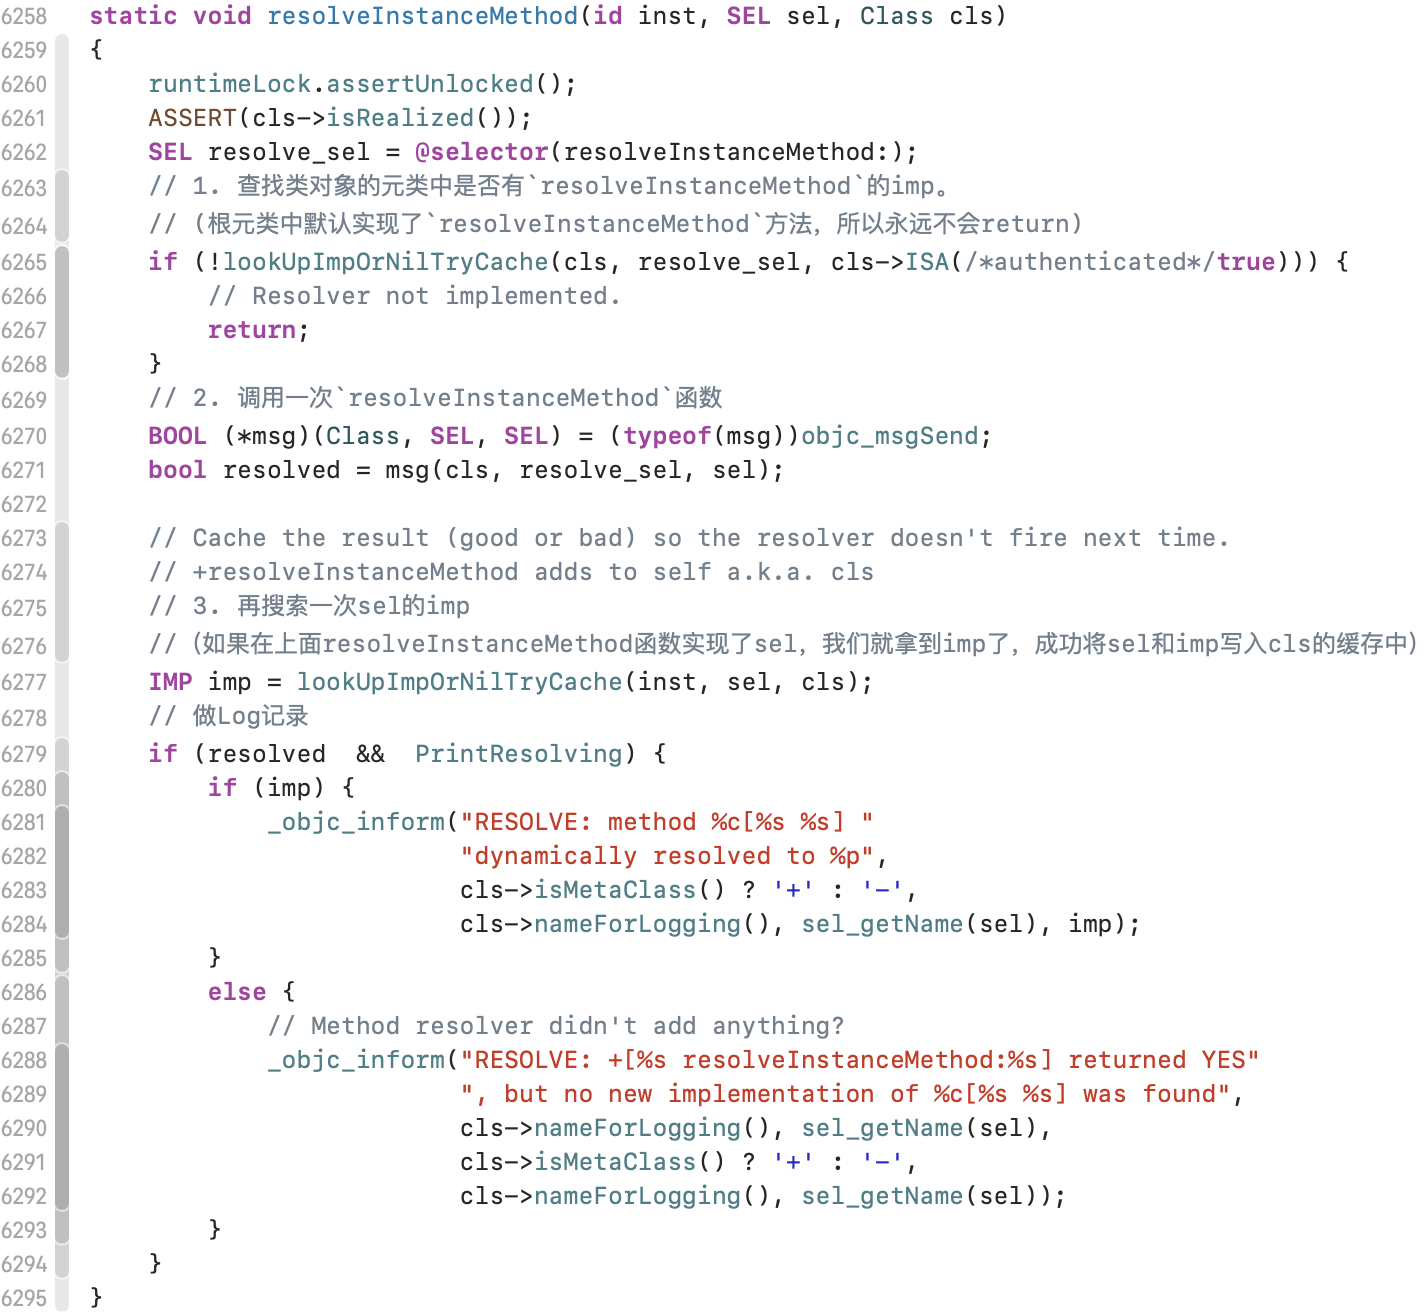 6258 static void resolveInstanceMethod(id inst, SEL sel, Class cls)
6259 {
6260     runtimeLock.assertUnlocked();
6261     ASSERT(cls->isRealized());
6262     SEL resolve_sel = @selector(resolveInstanceMethod:);
6263     // 1. 查找类对象的元类中是否有`resolveInstanceMethod`的imp。
6264     // (根元类中默认实现了`resolveInstanceMethod`方法，所以永远不会return)
6265     if (!lookUpImpOrNilTryCache(cls, resolve_sel, cls->ISA(/*authenticated*/true))) {
6266         // Resolver not implemented.
6267         return;
6268     }
6269     // 2. 调用一次`resolveInstanceMethod`函数
6270     BOOL (*msg)(Class, SEL, SEL) = (typeof(msg))objc_msgSend;
6271     bool resolved = msg(cls, resolve_sel, sel);
6272
6273     // Cache the result (good or bad) so the resolver doesn't fire next time.
6274     // +resolveInstanceMethod adds to self a.k.a. cls
6275     // 3. 再搜索一次sel的imp
6276     //（如果在上面resolveInstanceMethod函数实现了sel，我们就拿到imp了，成功将sel和imp写入cls的缓存中）
6277     IMP imp = lookUpImpOrNilTryCache(inst, sel, cls);
6278     // 做Log记录
6279     if (resolved  &&  PrintResolving) {
6280         if (imp) {
6281             _objc_inform("RESOLVE: method %c[%s %s] "
6282                          "dynamically resolved to %p",
6283                          cls->isMetaClass() ? '+' : '-',
6284                          cls->nameForLogging(), sel_getName(sel), imp);
6285         }
6286         else {
6287             // Method resolver didn't add anything?
6288             _objc_inform("RESOLVE: +[%s resolveInstanceMethod:%s] returned YES"
6289                          ", but no new implementation of %c[%s %s] was found",
6290                          cls->nameForLogging(), sel_getName(sel),
6291                          cls->isMetaClass() ? '+' : '-',
6292                          cls->nameForLogging(), sel_getName(sel));
6293         }
6294     }
6295 }